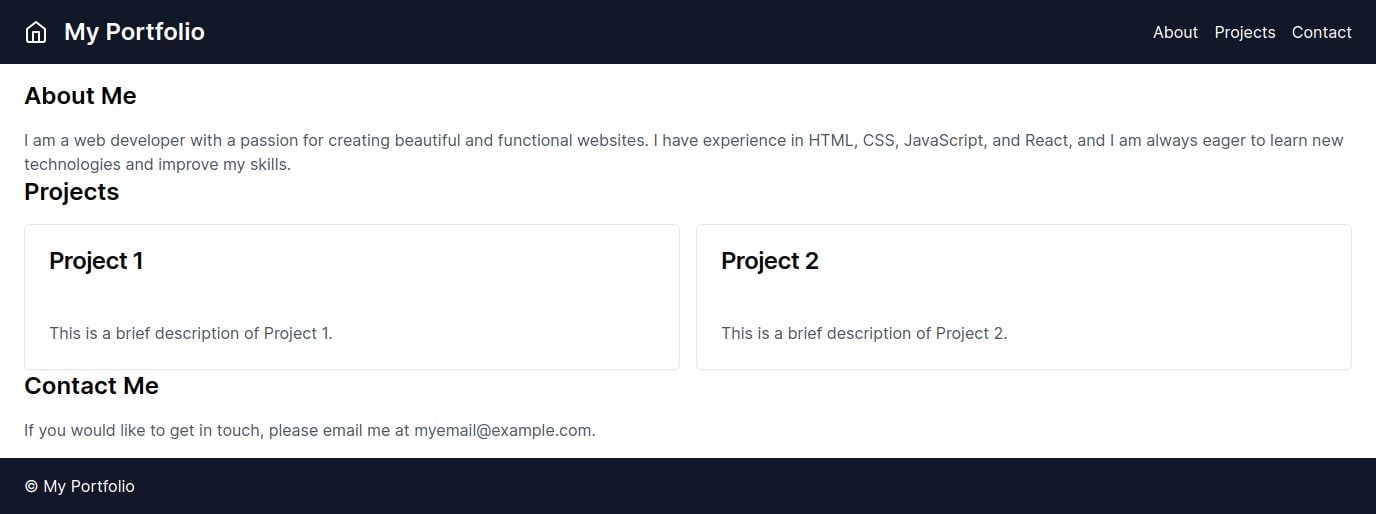 My Portfolio
About Projects Contact
About Me
I am a web developer with a passion for creating beautiful and functional websites. I have experience in HTML, CSS, JavaScript, and React, and I am always eager to learn new
technologies and improve my skills.
Projects
Project 1
This is a brief description of Project 1.
Project 2
This is a brief description of Project 2.
Contact Me
If you would like to get in touch, please email me at myemail@example.com.
© My Portfolio